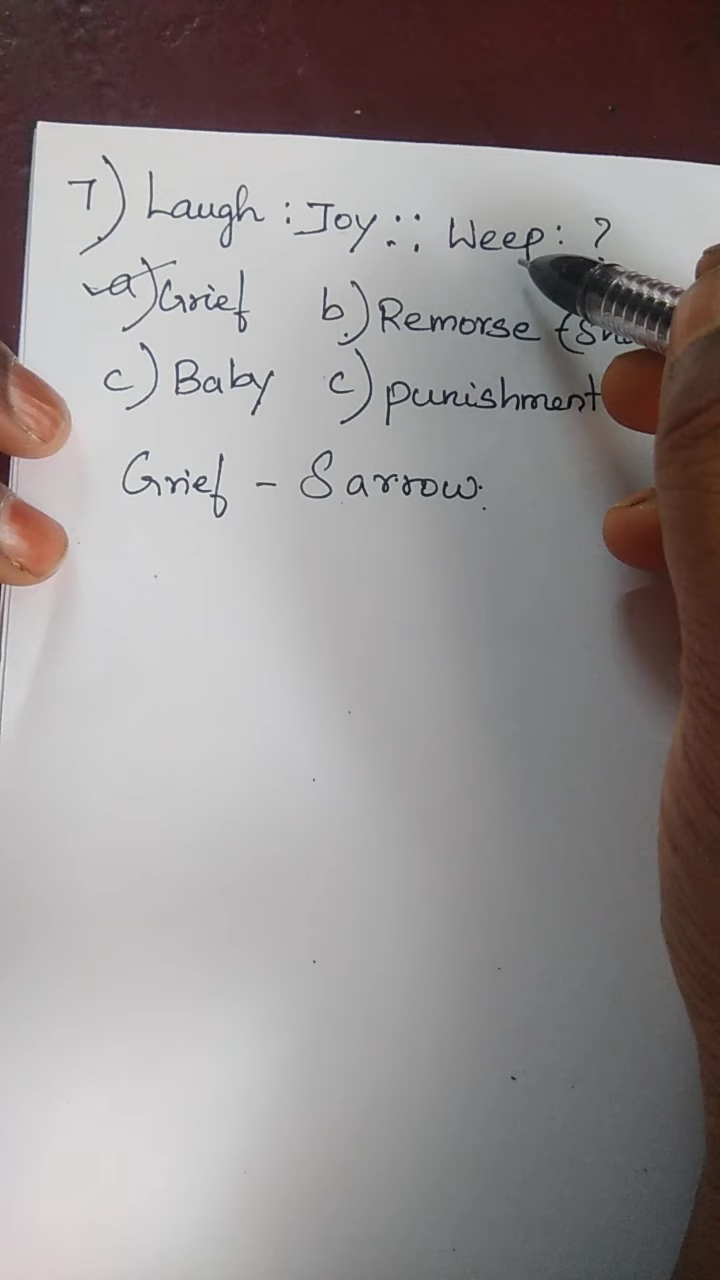 7) Laugh : Joy :: Weep : ?
a) Grief b.) Remorse
c) Baby c) punishment
Grief - Sarrow.